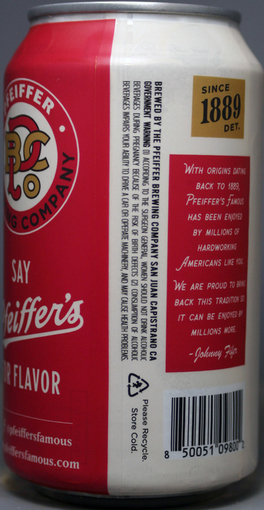 PFEIFFER
BREWING COMPANY
SAY
Pfeiffer's
FOR FLAVOR
pfeiffersfamous
pfeiffersfamous.com
BREWED BY THE PFEIFFER BREWING COMPANY SAN JUAN CAPISTRANO CA
GOVERNMENT WARNING: (1) ACCORDING TO THE SURGEON GENERAL, WOMEN SHOULD NOT DRINK ALCOHOLIC
BEVERAGES DURING PREGNANCY BECAUSE OF THE RISK OF BIRTH DEFECTS. (2) CONSUMPTION OF ALCOHOLIC
BEVERAGES IMPAIRS YOUR ABILITY TO DRIVE A CAR OR OPERATE MACHINERY, AND MAY CAUSE HEALTH PROBLEMS.
Please Recycle.
Store Cold.
SINCE
1889
DET.
WITH ORIGINS DATING
BACK TO 1889,
PFEIFFER'S FAMOUS
HAS BEEN ENJOYED
BY MILLIONS OF
HARDWORKING
AMERICANS LIKE YOU.
WE ARE PROUD TO BRING
BACK THIS TRADITION SO
IT CAN BE ENJOYED BY
MILLIONS MORE.
-Johnny Fifer
8 50051 09800